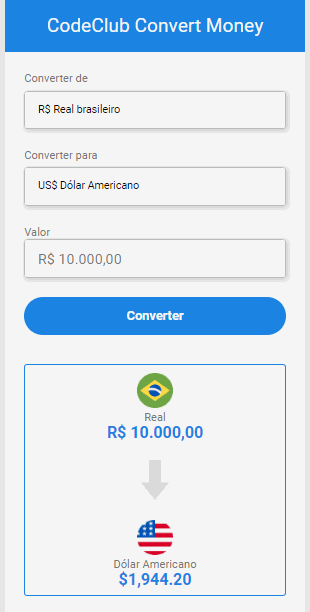 CodeClub Convert Money
Converter de
R$ Real brasileiro
Converter para
US$ Dólar Americano
Valor
R$ 10.000,00
Converter
Real
R$ 10.000,00
Dólar Americano
$1,944.20